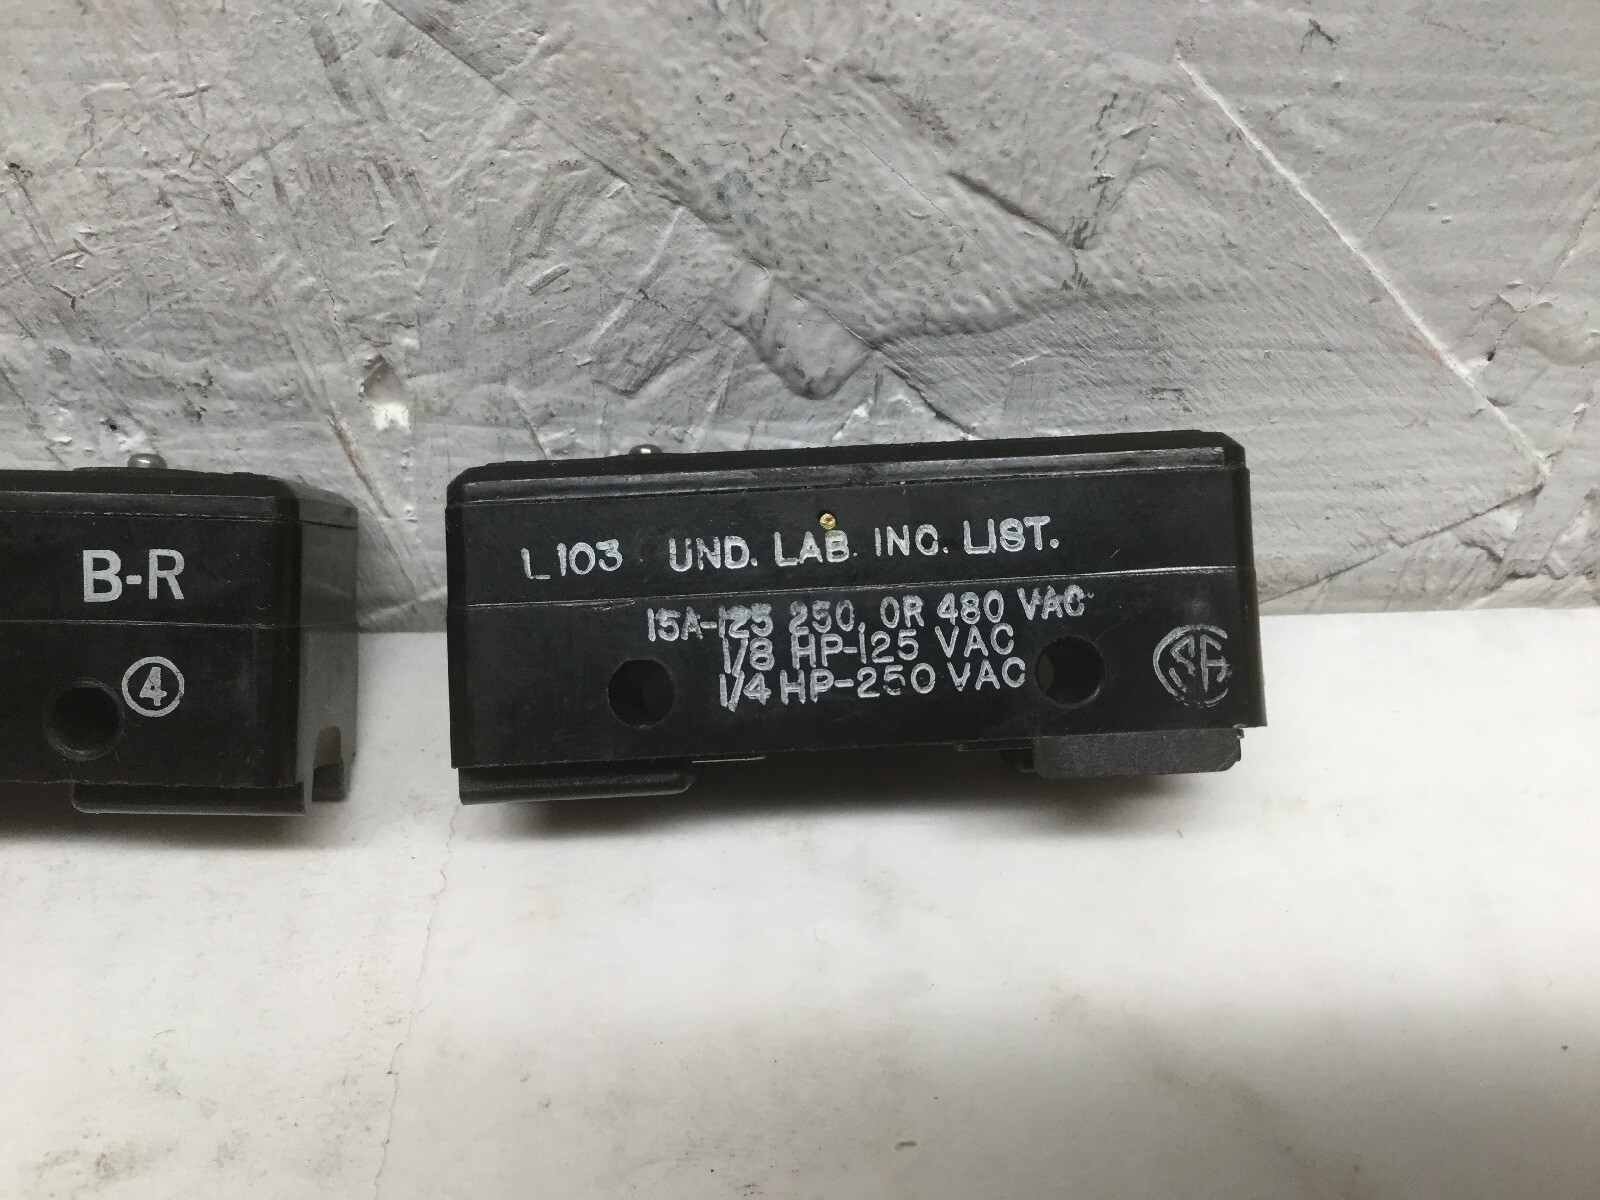 B-R
4
L103 UND. LAB. INC. LIST.
15A-125 250, OR 480 VAC
1/8 HP-125 VAC
1/4 HP-250 VAC
SA